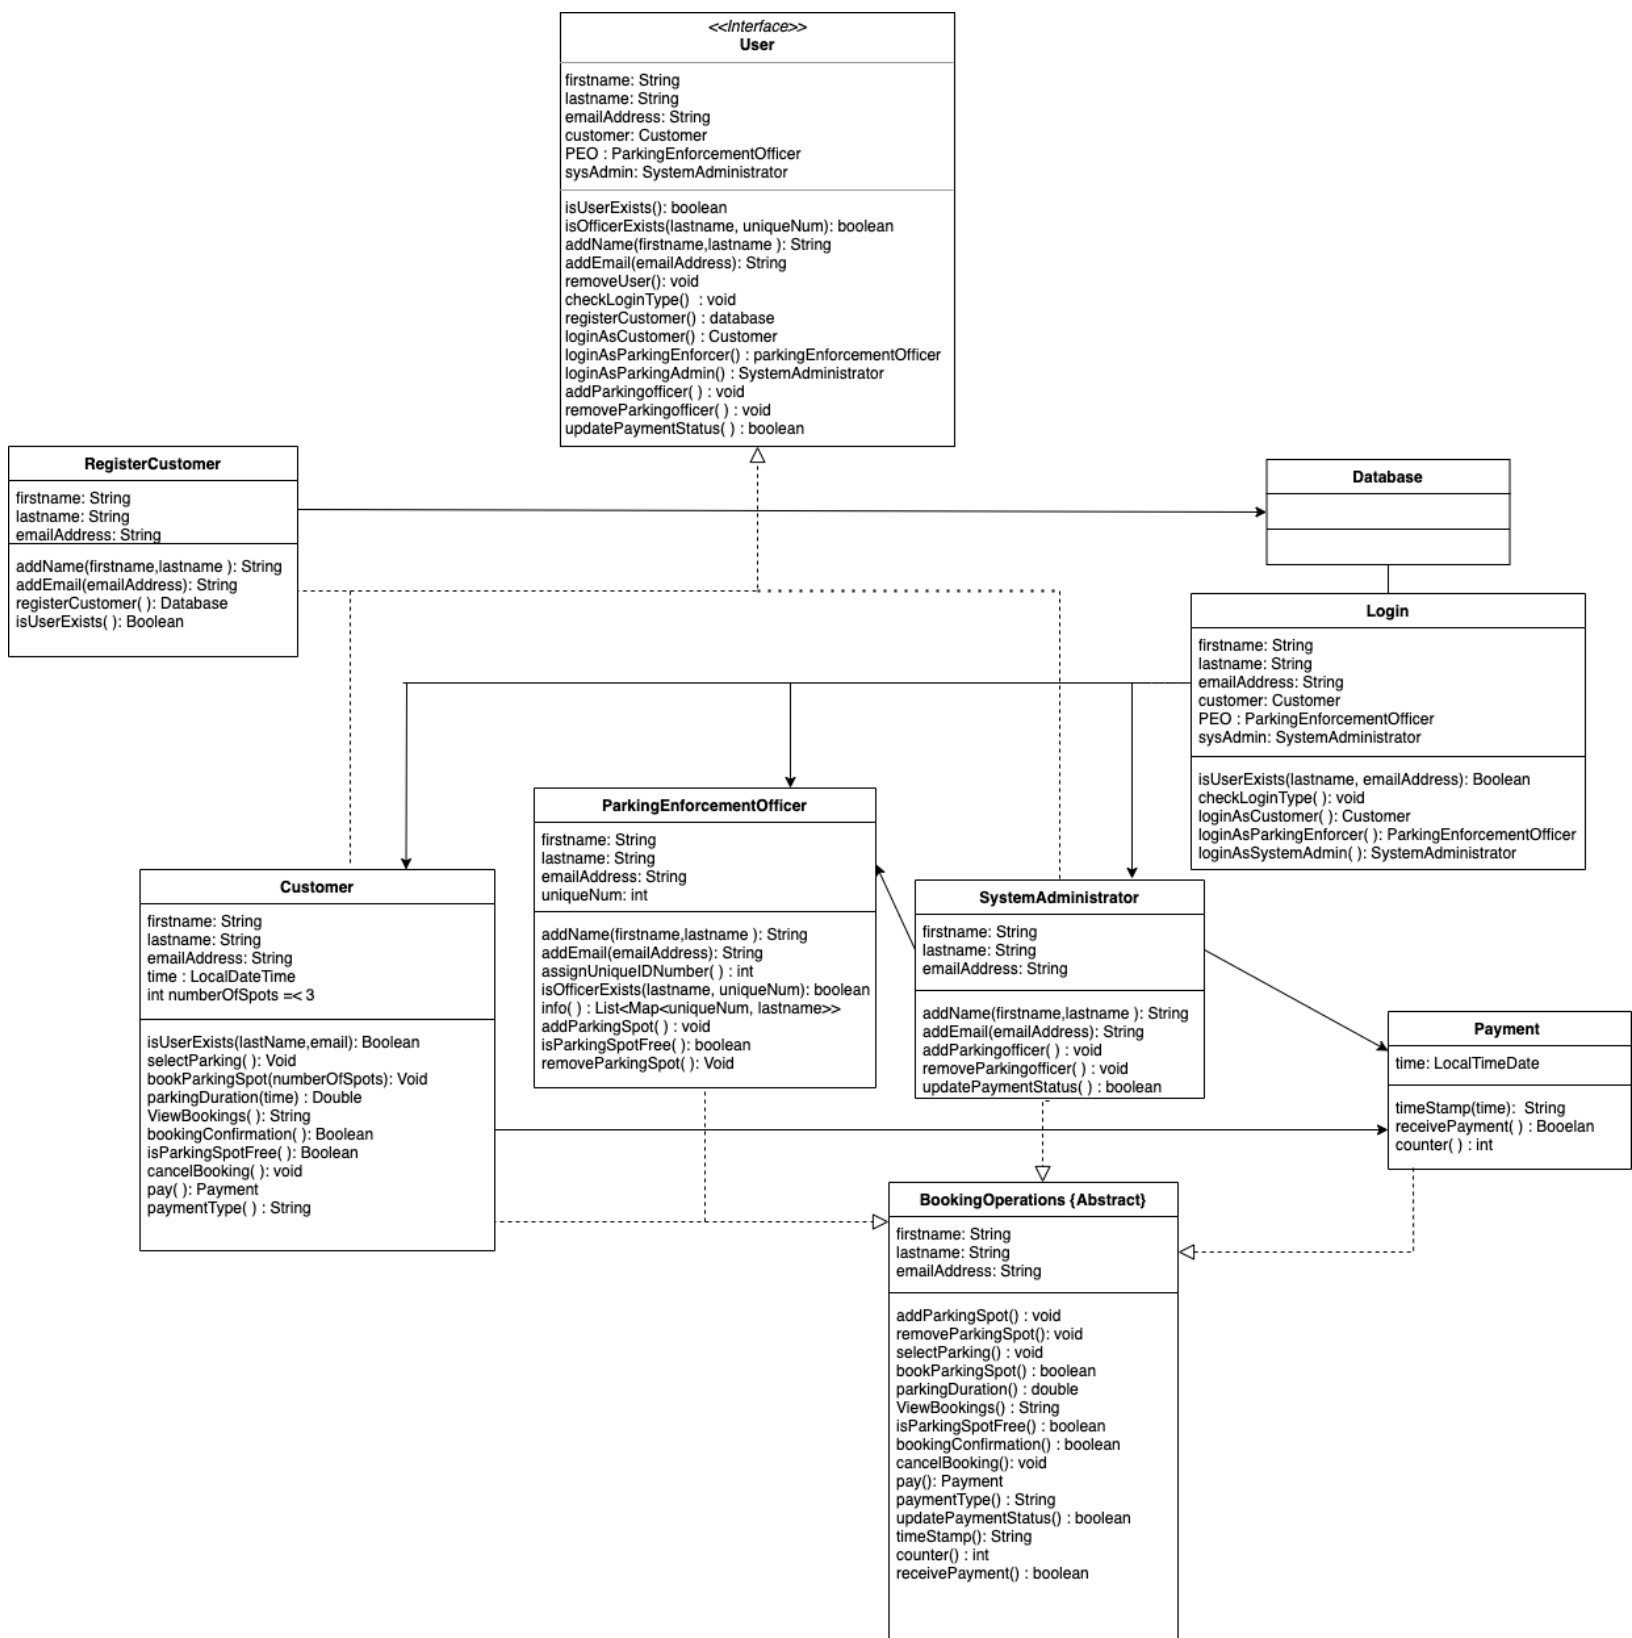 <<Interface>>
User
firstname: String
lastname: String
emailAddress: String
customer: Customer
PEO : ParkingEnforcementOfficer
sysAdmin: SystemAdministrator
isUserExists(): boolean
isOfficerExists(lastname, uniqueNum): boolean
addName(firstname,lastname ): String
addEmail(emailAddress): String
removeUser(): void
checkLoginType()  : void
registerCustomer() : database
loginAsCustomer() : Customer
loginAsParkingEnforcer() : parkingEnforcementOfficer
loginAsParkingAdmin() : SystemAdministrator
addParkingofficer( ) : void
removeParkingofficer( ) : void
updatePaymentStatus( ) : boolean
RegisterCustomer
firstname: String
lastname: String
emailAddress: String
addName(firstname,lastname ): String
addEmail(emailAddress): String
registerCustomer( ): Database
isUserExists( ): Boolean
Database
Login
firstname: String
lastname: String
emailAddress: String
customer: Customer
PEO : ParkingEnforcementOfficer
sysAdmin: SystemAdministrator
isUserExists(lastname, emailAddress): Boolean
checkLoginType( ): void
loginAsCustomer( ): Customer
loginAsParkingEnforcer( ): ParkingEnforcementOfficer
loginAsSystemAdmin( ): SystemAdministrator
ParkingEnforcementOfficer
firstname: String
lastname: String
emailAddress: String
uniqueNum: int
addName(firstname,lastname ): String
addEmail(emailAddress): String
assignUniqueIDNumber( ) : int
isOfficerExists(lastname, uniqueNum): boolean
info( ) : List<Map<uniqueNum, lastname>>
addParkingSpot( ) : void
isParkingSpotFree( ): boolean
removeParkingSpot( ): Void
Customer
firstname: String
lastname: String
emailAddress: String
time : LocalDateTime
int numberOfSpots =< 3
isUserExists(lastName,email): Boolean
selectParking( ): Void
bookParkingSpot(numberOfSpots): Void
parkingDuration(time) : Double
ViewBookings( ): String
bookingConfirmation( ): Boolean
isParkingSpotFree( ): Boolean
cancelBooking( ): void
pay( ): Payment
paymentType( ) : String
SystemAdministrator
firstname: String
lastname: String
emailAddress: String
addName(firstname,lastname ): String
addEmail(emailAddress): String
addParkingofficer( ) : void
removeParkingofficer( ) : void
updatePaymentStatus( ) : boolean
Payment
time: LocalTimeDate
timeStamp(time):  String
receivePayment( ) : Booelan
counter( ) : int
BookingOperations {Abstract}
firstname: String
lastname: String
emailAddress: String
addParkingSpot() : void
removeParkingSpot(): void
selectParking() : void
bookParkingSpot() : boolean
parkingDuration() : double
ViewBookings() : String
isParkingSpotFree() : boolean
bookingConfirmation() : boolean
cancelBooking(): void
pay(): Payment
paymentType() : String
updatePaymentStatus() : boolean
timeStamp(): String
counter() : int
receivePayment() : boolean